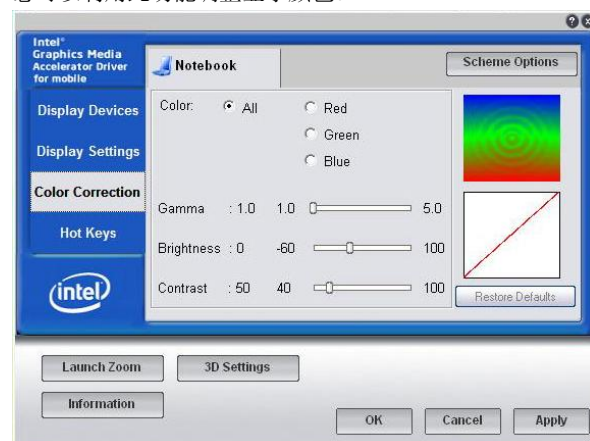 Intel®
Graphics Media
Accelerator Driver
for mobile
Notebook
Scheme Options
Display Devices
Display Settings
Color Correction
Hot Keys
intel
Color: All Red
Green
Blue
Gamma : 1.0 1.0 5.0
Brightness : 0 -60 100
Contrast : 50 40 100
Restore Defaults
Launch Zoom 3D Settings
Information
OK Cancel Apply